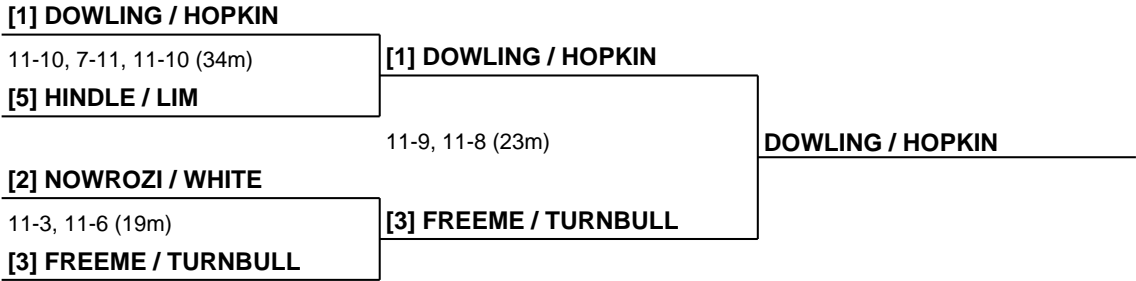 [1] DOWLING / HOPKIN
11-10, 7-11, 11-10 (34m)
[1] DOWLING / HOPKIN
[5] HINDLE / LIM
11-9, 11-8 (23m)
DOWLING / HOPKIN
[2] NOWROZI / WHITE
11-3, 11-6 (19m)
[3] FREEME / TURNBULL
[3] FREEME / TURNBULL